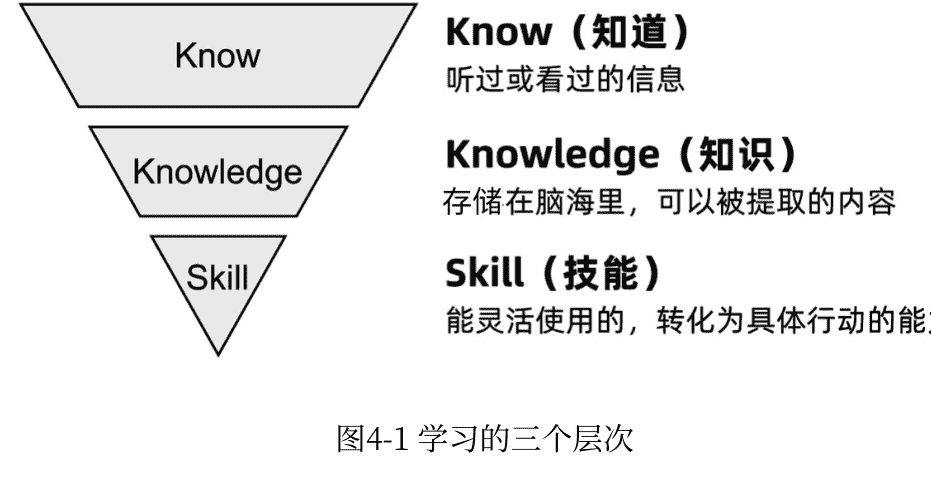 Know
Know（知道）
听过或看过的信息
Knowledge
Knowledge（知识）
存储在脑海里，可以被提取的内容
Skill
Skill（技能）
能灵活使用的，转化为具体行动的能
图4-1 学习的三个层次